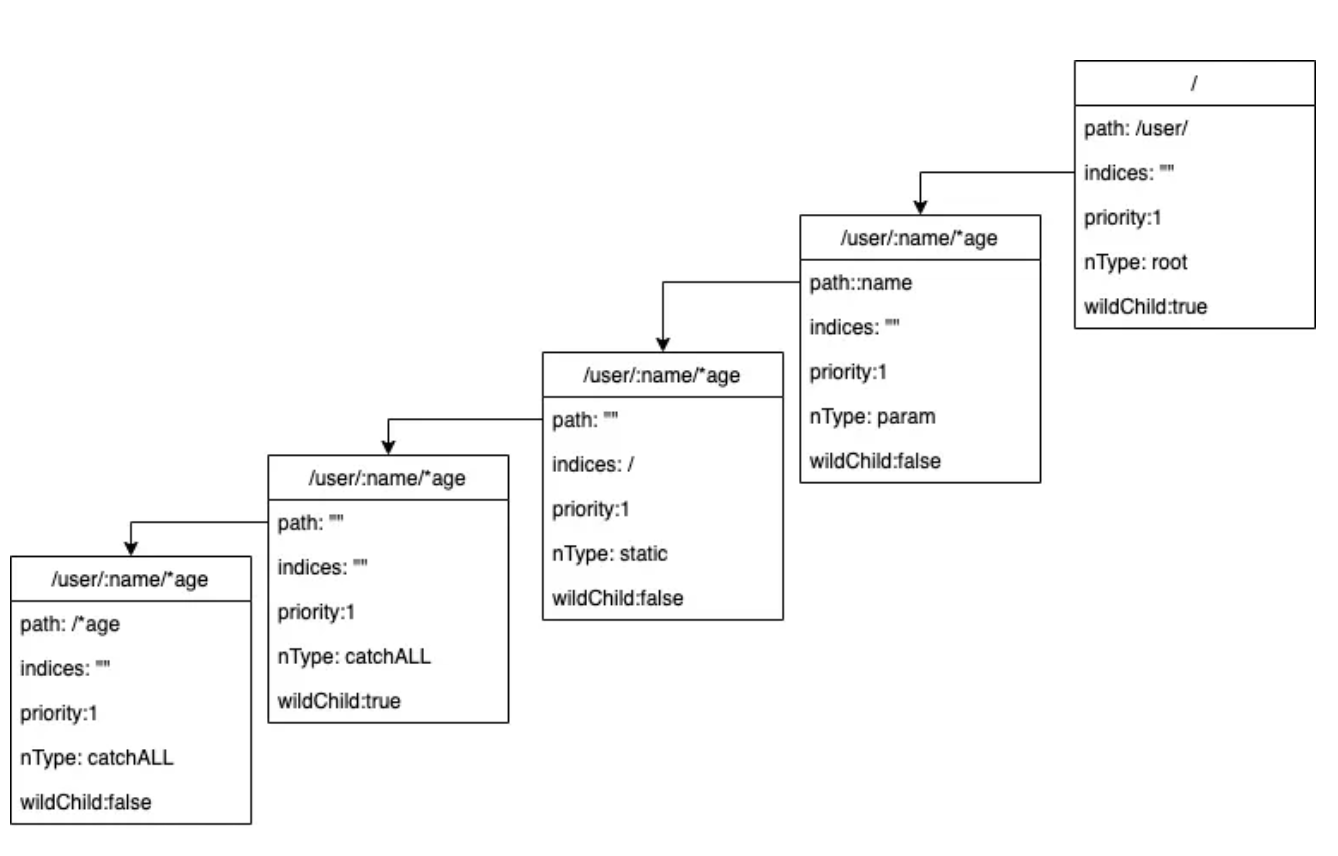 /
path: /user/
indices: ""
priority:1
nType: root
wildChild:true
/user/:name/*age
path::name
indices: ""
priority:1
nType: param
wildChild:false
/user/:name/*age
path: ""
indices: /
priority:1
nType: static
wildChild:false
/user/:name/*age
path: ""
indices: ""
priority:1
nType: catchALL
wildChild:true
/user/:name/*age
path: /*age
indices: ""
priority:1
nType: catchALL
wildChild:false